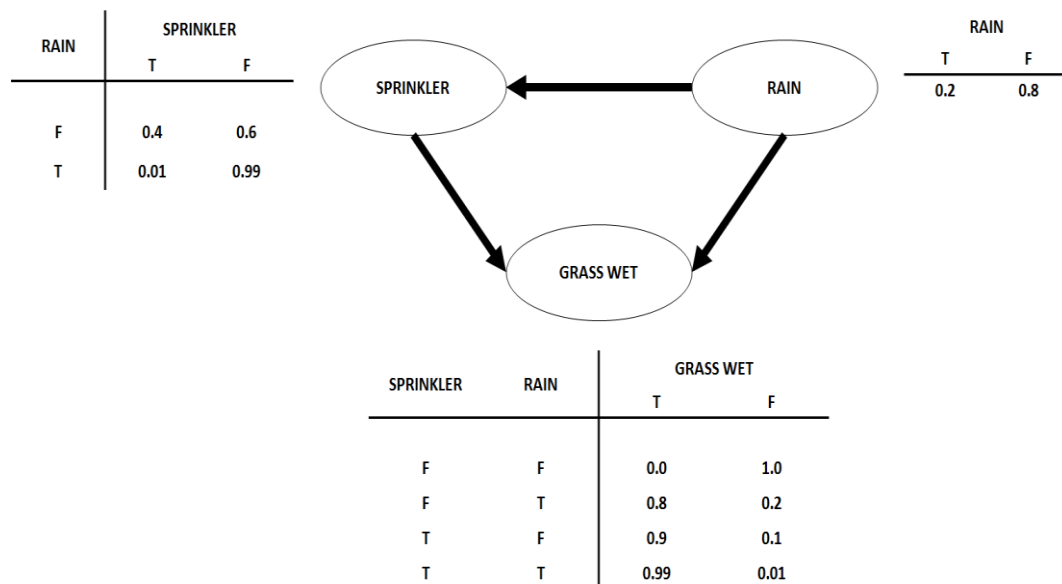 RAIN SPRINKLER
T F
F 0.4 0.6
T 0.01 0.99
SPRINKLER
RAIN
RAIN
T F
0.2 0.8
GRASS WET
SPRINKLER RAIN GRASS WET
T F
F F 0.0 1.0
F T 0.8 0.2
T F 0.9 0.1
T T 0.99 0.01